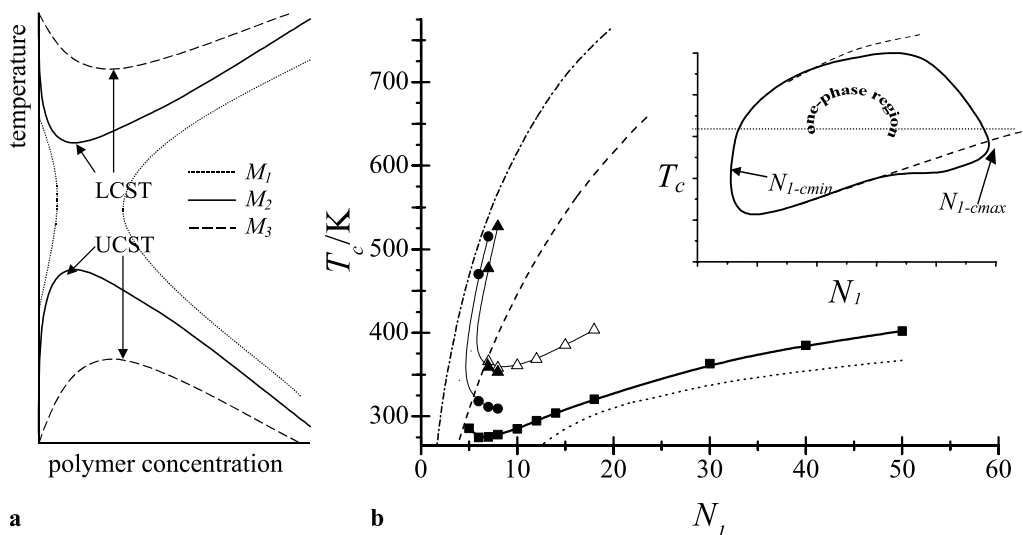 temperature
LCST
UCST
M1
M2
M3
polymer concentration
a
Tc/K
700
600
500
400
300
0
10
20
30
40
50
60
N1
b
one-phase region
Tc
N1-cmin
N1-cmax
N1